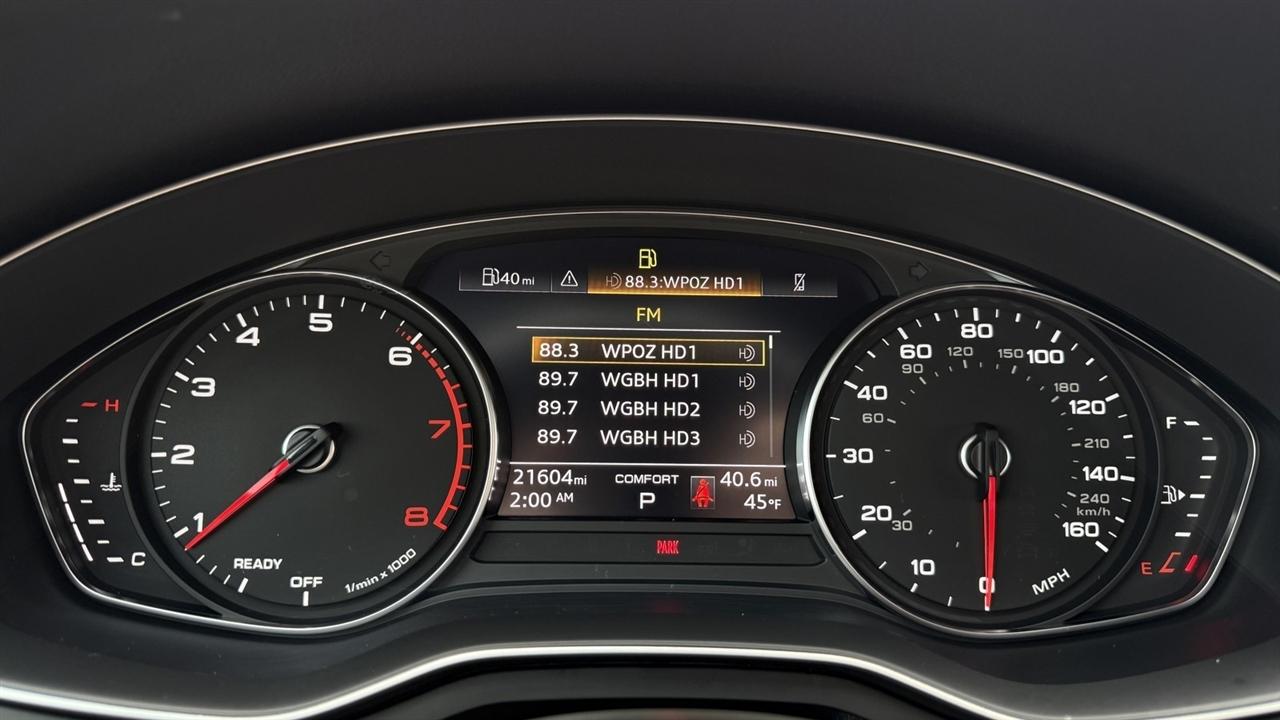 40 mi
88.3:WPOZ HD1
FM
88.3 WPOZ HD1
89.7 WGBH HD1
89.7 WGBH HD2
89.7 WGBH HD3
21604mi COMFORT 40.6 mi
2:00 AM P 45°F
PARK
H
C
OFF
READY
1
2
3
4
5
6
7
8
1/min x 1000
0
10
20
30
40
60
80
100
120
140
160
MPH
30
60
90
120
150
180
210
240
km/h
F
E